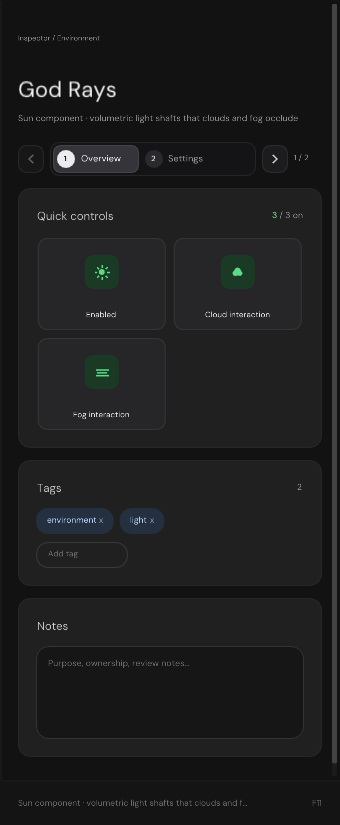 Inspector / Environment
God Rays
Sun component · volumetric light shafts that clouds and fog occlude
1 Overview 2 Settings 1 / 2
Quick controls 3 / 3 on
Enabled Cloud interaction
Fog interaction
Tags 2
environment x light x
Add tag
Notes
Purpose, ownership, review notes...
Sun component · volumetric light shafts that clouds and f... F11